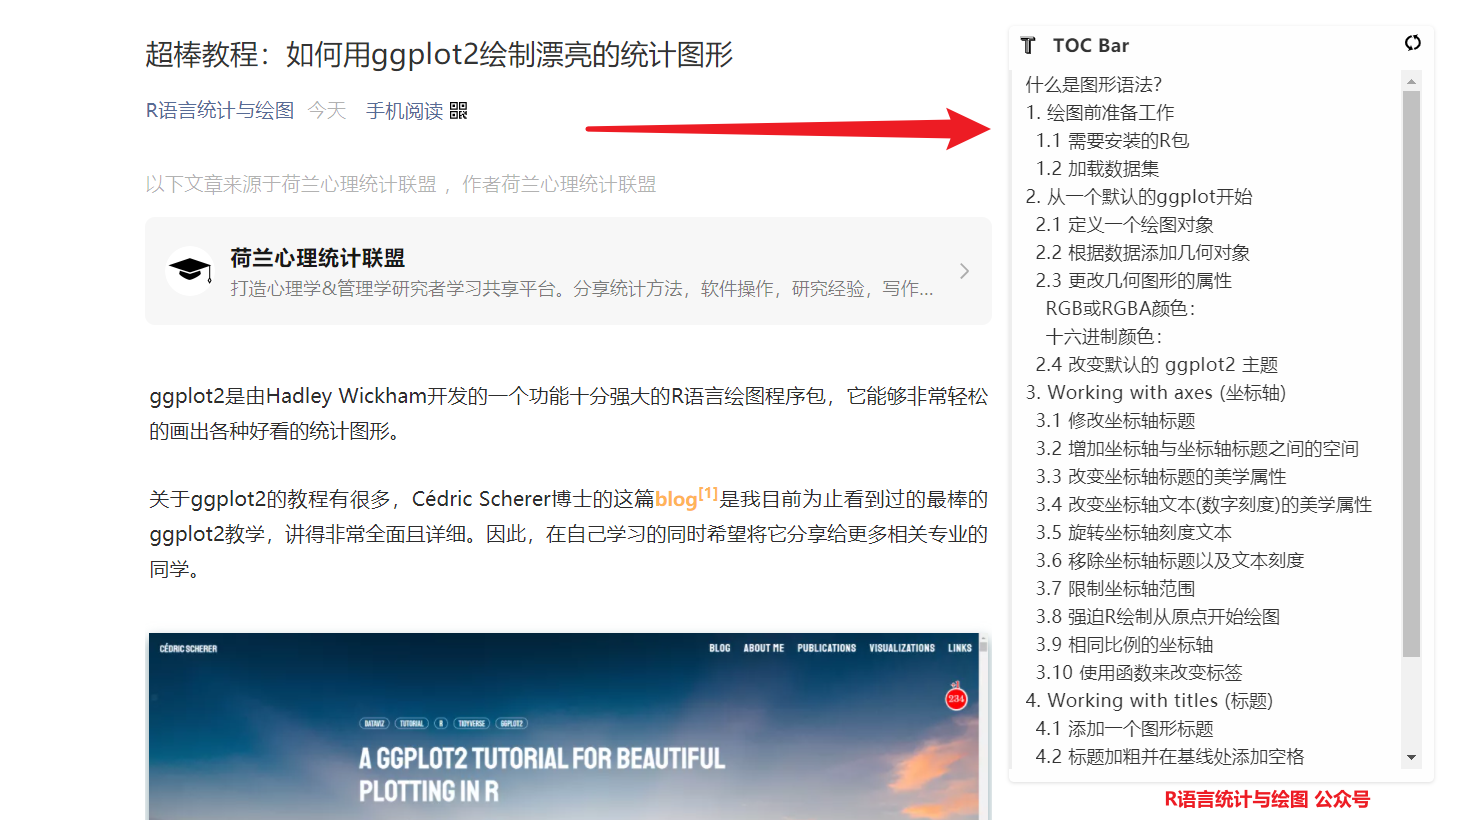 超棒教程：如何用ggplot2绘制漂亮的统计图形
R语言统计与绘图 今天 手机阅读
以下文章来源于荷兰心理统计联盟 ，作者荷兰心理统计联盟
荷兰心理统计联盟
打造心理学&管理学研究者学习共享平台。分享统计方法，软件操作，研究经验，写作...
ggplot2是由Hadley Wickham开发的一个功能十分强大的R语言绘图程序包，它能够非常轻松
的画出各种好看的统计图形。
关于ggplot2的教程有很多，Cédric Scherer博士的这篇blog[1]是我目前为止看到过的最棒的
ggplot2教学，讲得非常全面且详细。因此，在自己学习的同时希望将它分享给更多相关专业的
同学。
CÉDRIC SCHERER
BLOG ABOUT ME PUBLICATIONS VISUALIZATIONS LINKS
234
DATAVIZ TUTORIAL R TIDYVERSE GGPLOT2
A GGPLOT2 TUTORIAL FOR BEAUTIFUL
PLOTTING IN R
TOC Bar
什么是图形语法？
1. 绘图前准备工作
1.1 需要安装的R包
1.2 加载数据集
2. 从一个默认的ggplot开始
2.1 定义一个绘图对象
2.2 根据数据添加几何对象
2.3 更改几何图形的属性
RGB或RGBA颜色：
十六进制颜色：
2.4 改变默认的 ggplot2 主题
3. Working with axes (坐标轴)
3.1 修改坐标轴标题
3.2 增加坐标轴与坐标轴标题之间的空间
3.3 改变坐标轴标题的美学属性
3.4 改变坐标轴文本(数字刻度)的美学属性
3.5 旋转坐标轴刻度文本
3.6 移除坐标轴标题以及文本刻度
3.7 限制坐标轴范围
3.8 强迫R绘制从原点开始绘图
3.9 相同比例的坐标轴
3.10 使用函数来改变标签
4. Working with titles (标题)
4.1 添加一个图形标题
4.2 标题加粗并在基线处添加空格
R语言统计与绘图 公众号